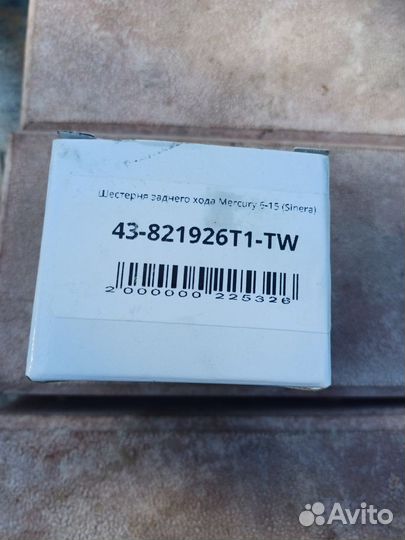 Шестерня заднего хода Mercury 6-15 (Sinera)
43-821926T1-TW
2 000000 225326
Avito